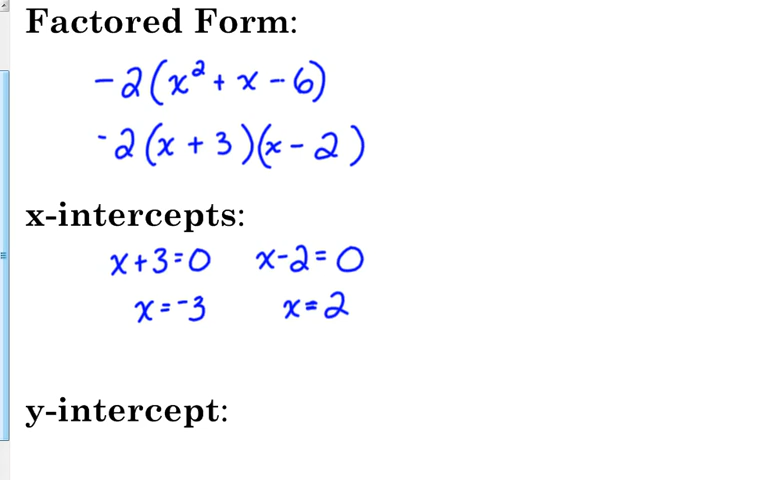 Factored Form:
-2(x² + x - 6)
-2(x + 3)(x - 2)
x-intercepts:
x+3=0 x-2=0
x=-3 x=2
y-intercept: